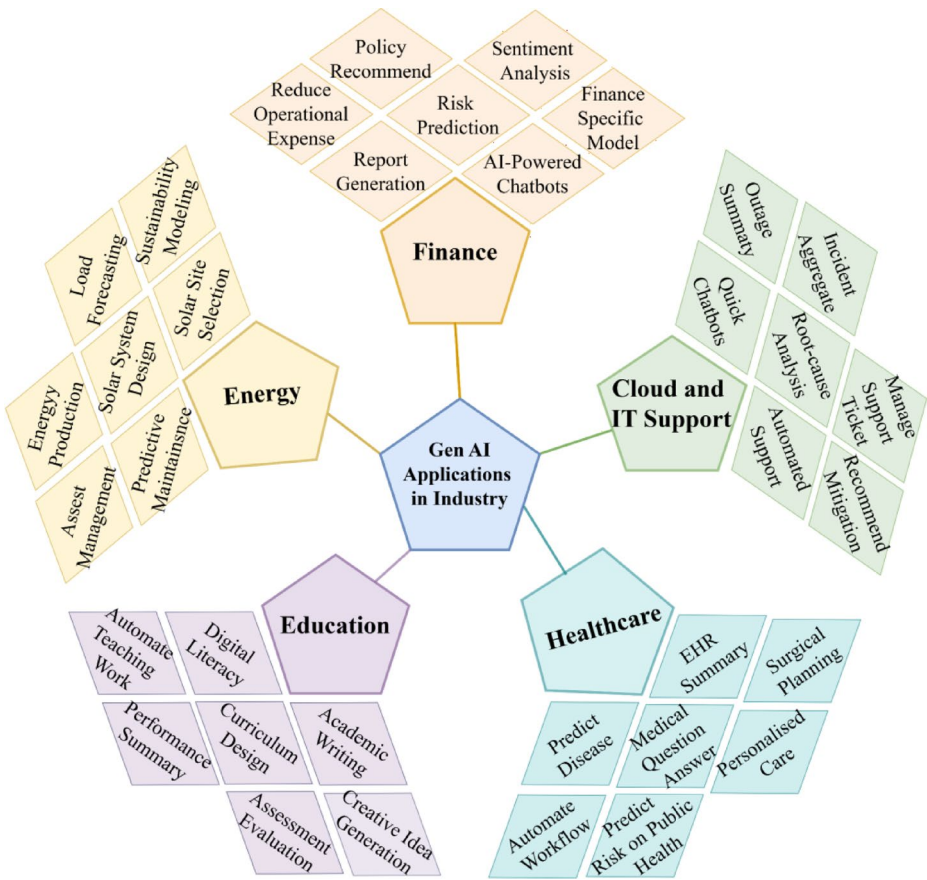 Policy
Recommend
Sentiment
Analysis
Reduce
Operational
Expense
Risk
Prediction
Finance
Specific
Model
Report
Generation
AI-Powered
Chatbots
Finance
Sustainability
Modeling
Load
Forecasting
Solar Site
Selection
Solar System
Design
Energyy
Production
Predictive
Maintainsnce
Assest
Management
Energy
Outage
Summaty
Incident
Aggregate
Quick
Chatbots
Root-cause
Analysis
Manage
Support
Ticket
Automated
Support
Recommend
Mitigation
Cloud and
IT Support
Gen AI
Applications
in Industry
Education
Automate
Teaching
Work
Digital
Literacy
Performance
Summary
Curriculum
Design
Academic
Writing
Assessment
Evaluation
Creative Idea
Generation
Healthcare
EHR
Summary
Surgical
Planning
Predict
Disease
Medical
Question
Answer
Personalised
Care
Automate
Workflow
Predict
Risk on Public
Health